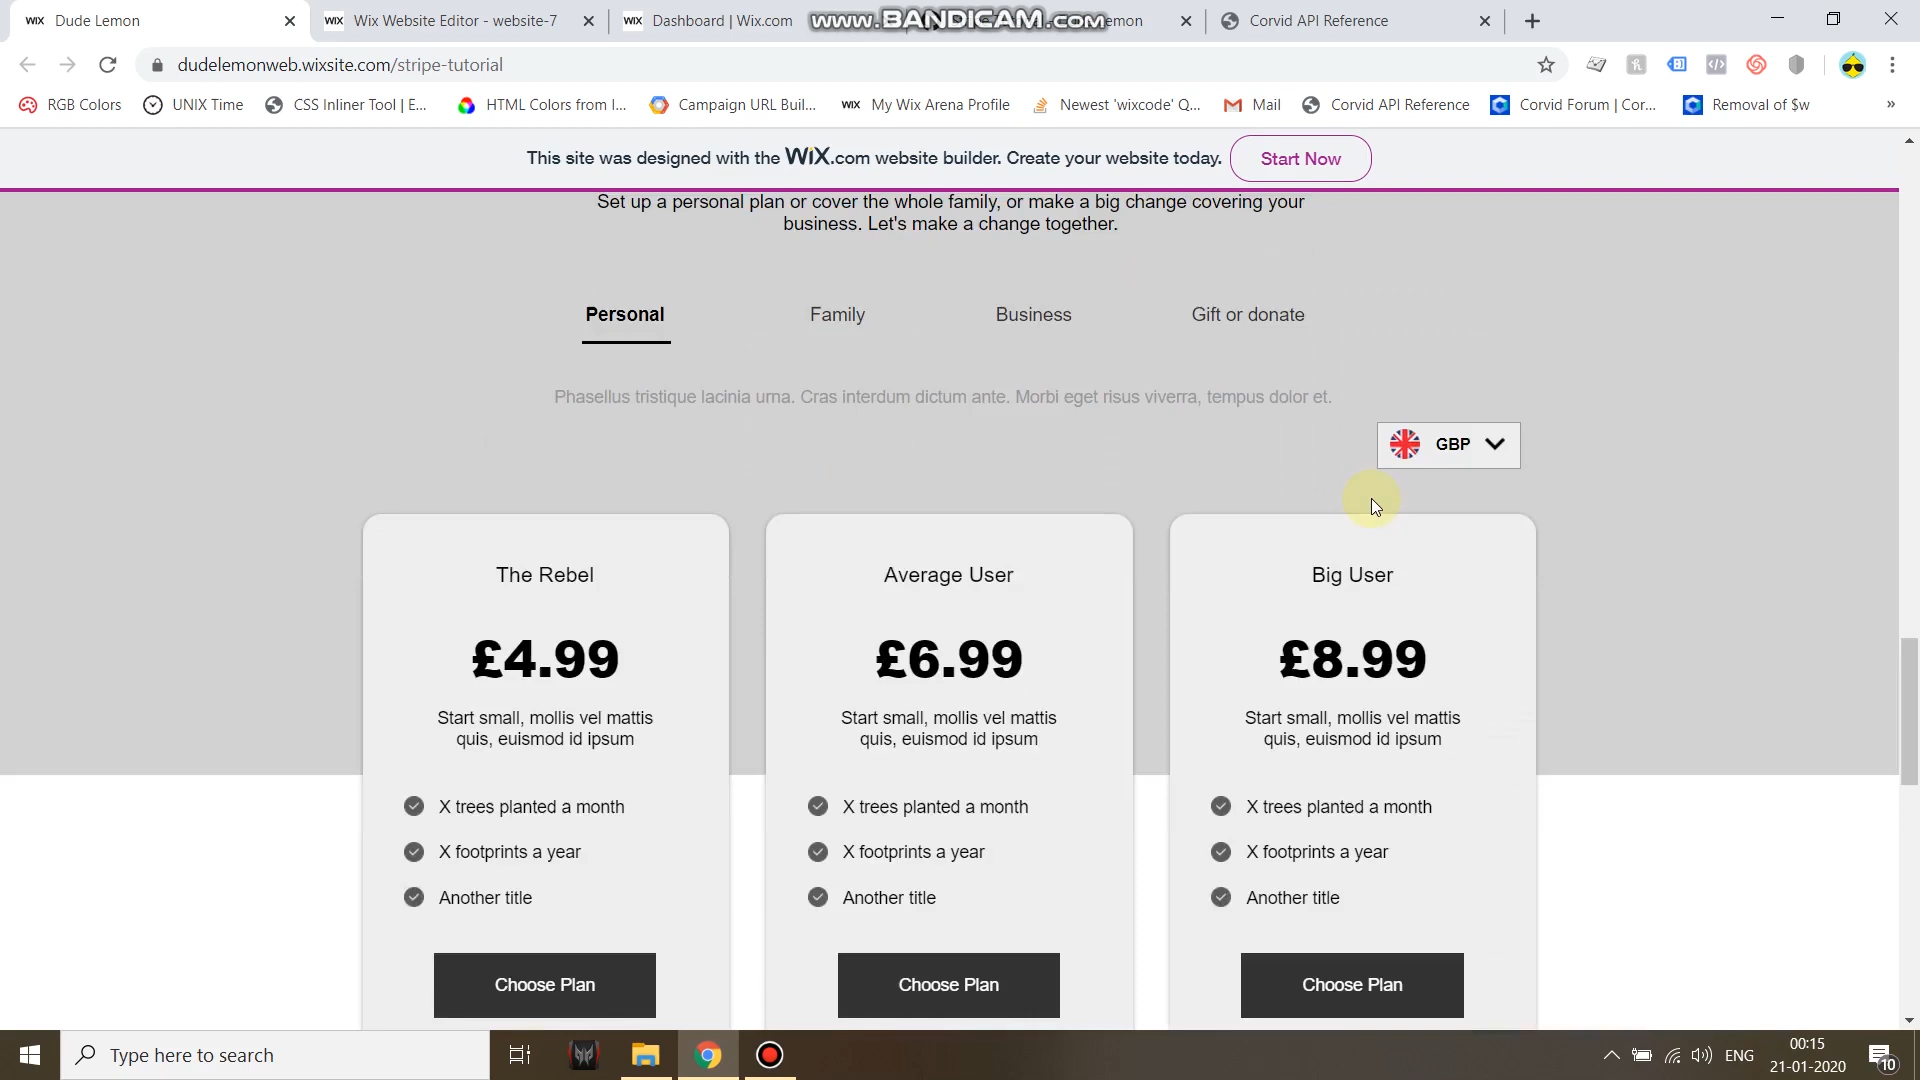 Dude Lemon
WIX Wix Website Editor - website-7
WIX Dashboard | Wix.com
www.BANDICAM.com
emon
Corvid API Reference
dudelemonweb.wixsite.com/stripe-tutorial
RGB Colors
UNIX Time
CSS Inliner Tool | E...
HTML Colors from I...
Campaign URL Buil...
WIX My Wix Arena Profile
Newest 'wixcode' Q...
Mail
Corvid API Reference
Corvid Forum | Cor...
Removal of $w
»
This site was designed with the WiX.com website builder. Create your website today.
Start Now
Set up a personal plan or cover the whole family, or make a big change covering your
business. Let's make a change together.
Personal
Family
Business
Gift or donate
Phasellus tristique lacinia urna. Cras interdum dictum ante. Morbi eget risus viverra, tempus dolor et.
GBP
The Rebel
£4.99
Start small, mollis vel mattis
quis, euismod id ipsum
X trees planted a month
X footprints a year
Another title
Choose Plan
Average User
£6.99
Start small, mollis vel mattis
quis, euismod id ipsum
X trees planted a month
X footprints a year
Another title
Choose Plan
Big User
£8.99
Start small, mollis vel mattis
quis, euismod id ipsum
X trees planted a month
X footprints a year
Another title
Choose Plan
Type here to search
ENG
00:15
21-01-2020
10